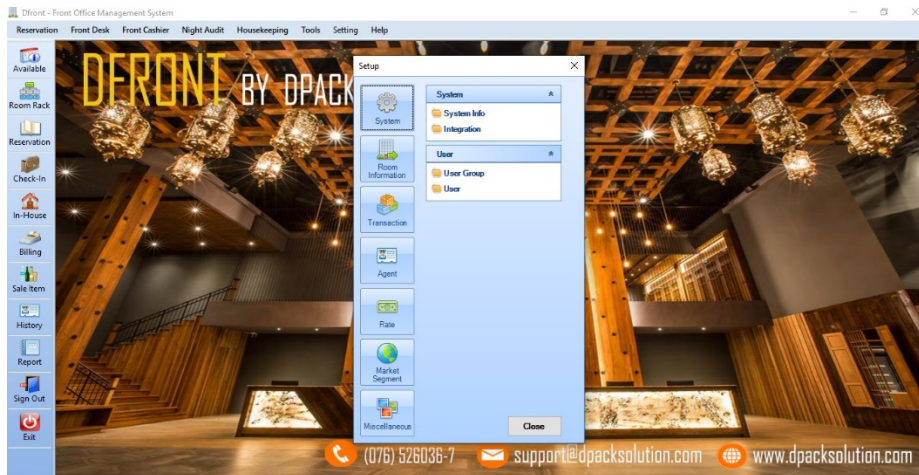 Dfront - Front Office Management System
Reservation Front Desk Front Cashier Night Audit Housekeeping Tools Setting Help
Available
Room Rack
Reservation
Check-In
In-House
Billing
Sale Item
History
Report
Sign Out
Exit
DFRONT BY DPACK
Setup
System
Room
Information
Transaction
Agent
Rate
Market
Segment
Miscellaneous
System
System Info
Integration
User
User Group
User
Close
(076) 526036-7 support@dpacksolution.com www.dpacksolution.com